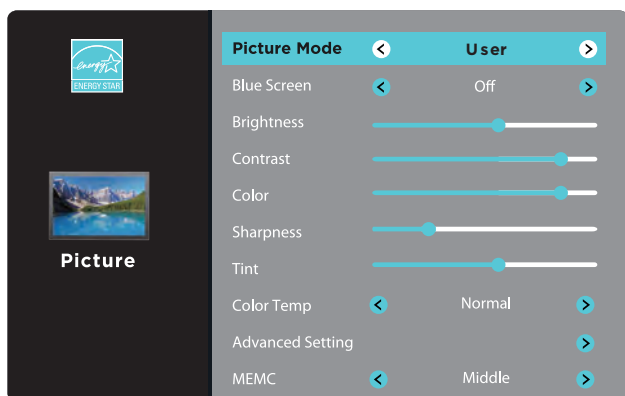 energy
ENERGY STAR
Picture
Picture Mode < User >
Blue Screen < Off >
Brightness
Contrast
Color
Sharpness
Tint
Color Temp < Normal >
Advanced Setting >
MEMC < Middle >